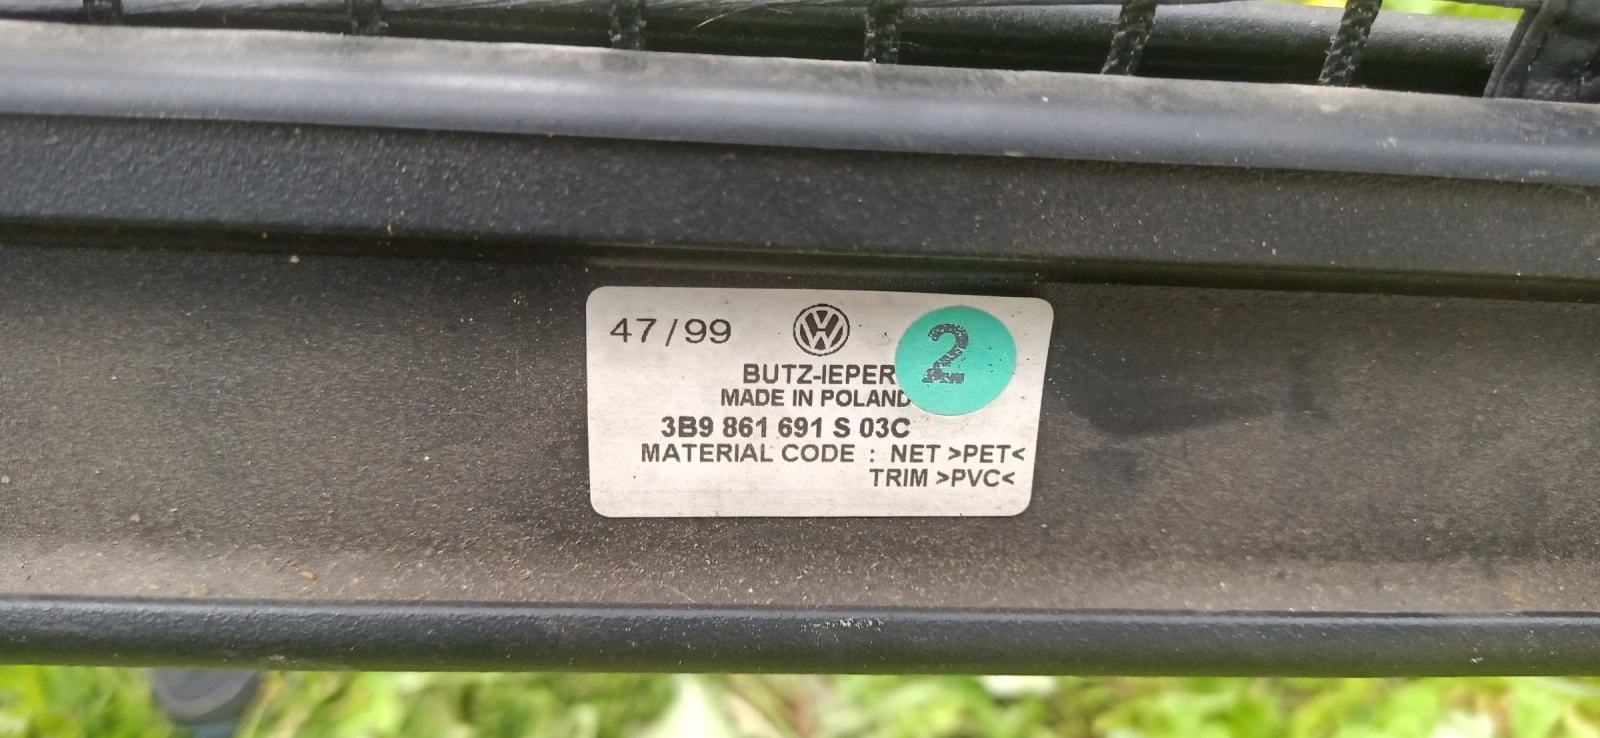 47/99
2
BUTZ-IEPER
MADE IN POLAND
3B9 861 691 S 03C
MATERIAL CODE : NET >PET<
TRIM >PVC<